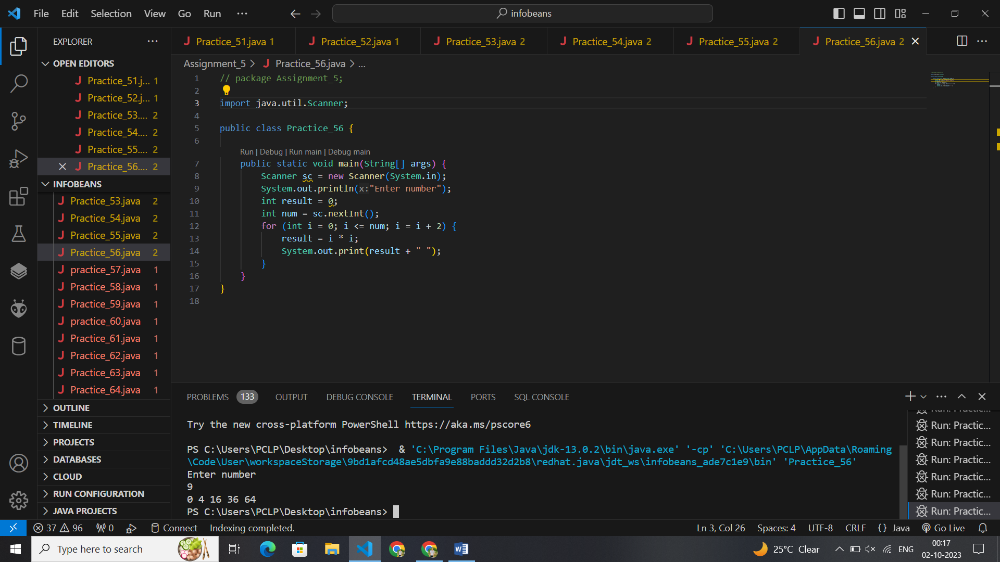 File Edit Selection View Go Run ···
infobeans
EXPLORER ···
Practice_51.java 1
Practice_52.java 1
Practice_53.java 2
Practice_54.java 2
Practice_55.java 2
Practice_56.java 2
OPEN EDITORS
Practice_51.j... 1
Practice_52.j... 1
Practice_53.... 2
Practice_54.... 2
Practice_55.... 2
Practice_56.... 2
INFOBEANS
Practice_53.java 2
Practice_54.java 2
Practice_55.java 2
Practice_56.java 2
practice_57.java 1
Practice_58.java 1
Practice_59.java 1
practice_60.java 1
Practice_61.java 1
Practice_62.java 1
Practice_63.java 1
Practice_64.java 1
OUTLINE
TIMELINE
PROJECTS
DATABASES
CLOUD
RUN CONFIGURATION
JAVA PROJECTS
Assignment_5 > Practice_56.java > ...
1 // package Assignment_5;
2
3 import java.util.Scanner;
4
5 public class Practice_56 {
6
Run | Debug | Run main | Debug main
7 public static void main(String[] args) {
8 Scanner sc = new Scanner(System.in);
9 System.out.println(x:"Enter number");
10 int result = 0;
11 int num = sc.nextInt();
12 for (int i = 0; i <= num; i = i + 2) {
13 result = i * i;
14 System.out.print(result + " ");
15 }
16 }
17 }
18
PROBLEMS 133 OUTPUT DEBUG CONSOLE TERMINAL PORTS SQL CONSOLE
Try the new cross-platform PowerShell https://aka.ms/pscore6
PS C:\Users\PCLP\Desktop\infobeans> & 'C:\Program Files\Java\jdk-13.0.2\bin\java.exe' '-cp' 'C:\Users\PCLP\AppData\Roaming
\Code\User\workspaceStorage\9bd1afcd48ae5dbfa9e88baddd32d2b8\redhat.java\jdt_ws\infobeans_ade7c1e9\bin' 'Practice_56'
Enter number
9
0 4 16 36 64
PS C:\Users\PCLP\Desktop\infobeans>
Run: Practic...
Run: Practic...
Run: Practic...
Run: Practic...
Run: Practic...
Run: Practic...
37 96 0 Connect Indexing completed.
Ln 3, Col 26 Spaces: 4 UTF-8 CRLF {} Java Go Live
Type here to search
25°C Clear
ENG
00:17
02-10-2023